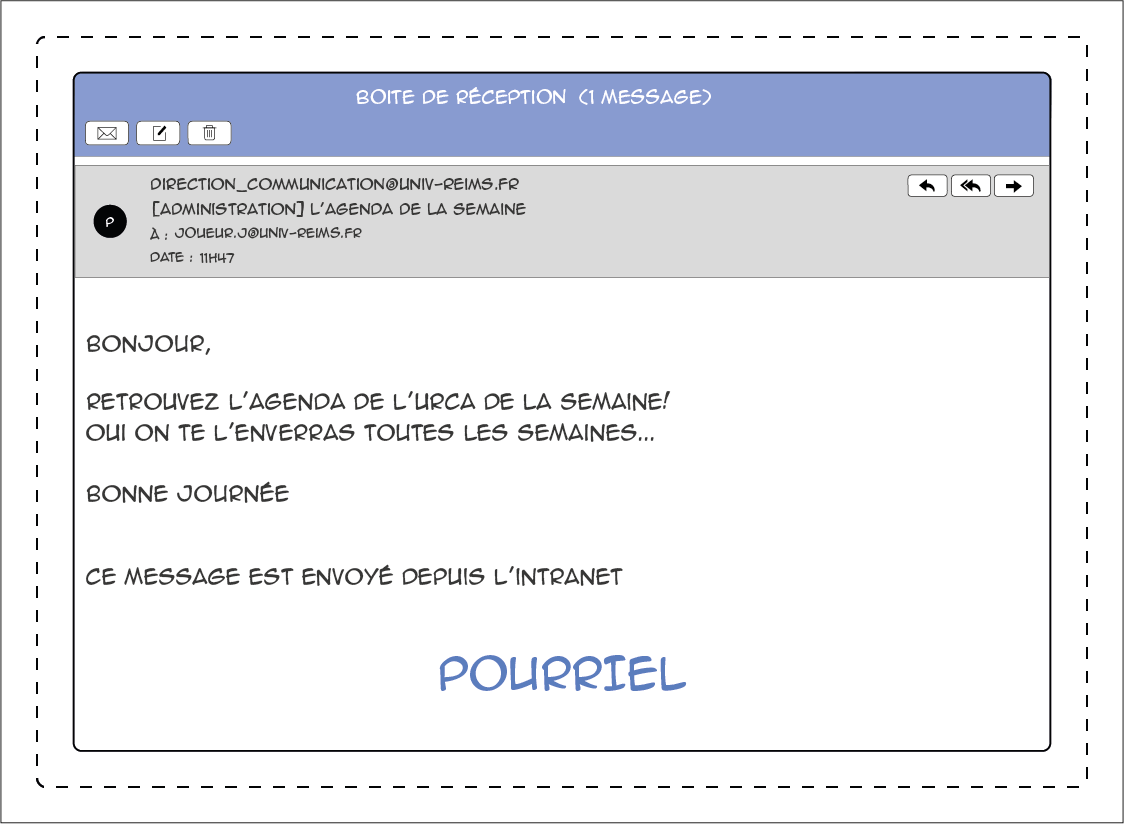 BOITE DE RÉCEPTION (1 MESSAGE)
DIRECTION_COMMUNICATION@UNIV-REIMS.FR
[ADMINISTRATION] L'AGENDA DE LA SEMAINE
P
À : JOUEUR.J@UNIV-REIMS.FR
DATE : 11H47
BONJOUR,
RETROUVEZ L'AGENDA DE L'URCA DE LA SEMAINE!
OUI ON TE L'ENVERRAS TOUTES LES SEMAINES...
BONNE JOURNÉE
CE MESSAGE EST ENVOYÉ DEPUIS L'INTRANET
POURRIEL